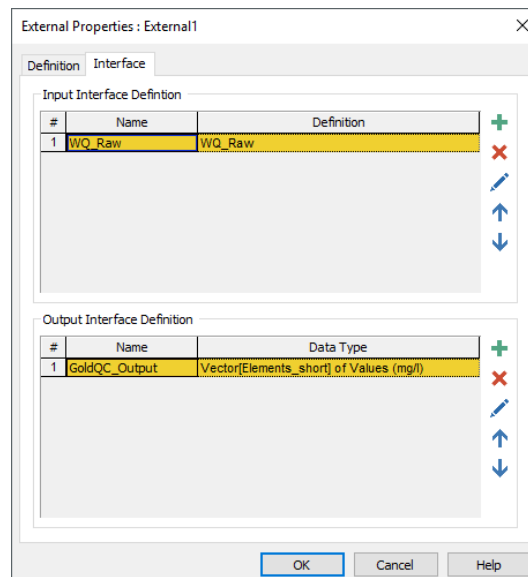 External Properties : External1
Definition Interface
Input Interface Defintion
# Name Definition
1 WQ_Raw WQ_Raw
Output Interface Definition
# Name Data Type
1 GoldQC_Output Vector[Elements_short] of Values (mg/l)
OK Cancel Help